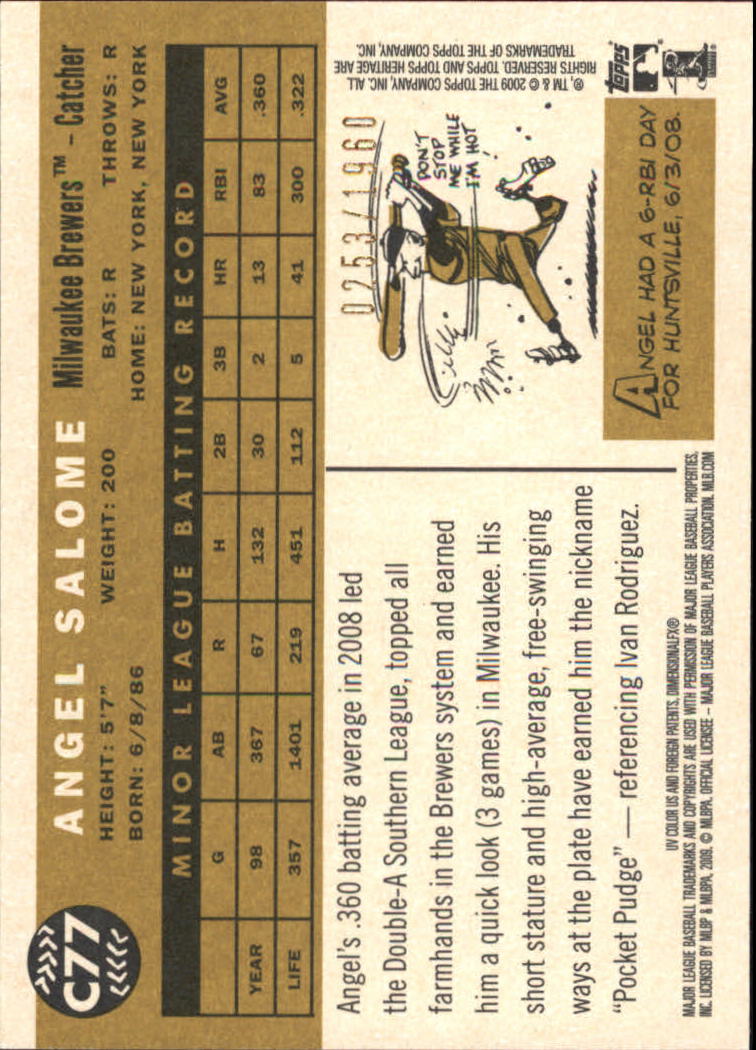 C77
ANGEL SALOME
Milwaukee Brewers™ – Catcher
HEIGHT: 5'7" WEIGHT: 200 BATS: R THROWS: R
BORN: 6/8/86 HOME: NEW YORK, NEW YORK
MINOR LEAGUE BATTING RECORD
G AB R H 2B 3B HR RBI AVG
YEAR 98 367 67 132 30 2 13 83 .360
LIFE 357 1401 219 451 112 5 41 300 .322
Angel's .360 batting average in 2008 led
the Double-A Southern League, topped all
farmhands in the Brewers system and earned
him a quick look (3 games) in Milwaukee. His
short stature and high-average, free-swinging
ways at the plate have earned him the nickname
"Pocket Pudge" — referencing Ivan Rodriguez.
0253/1960
DON'T
STOP
ME WHILE
I'M HOT
ANGEL HAD A 6-RBI DAY
FOR HUNTSVILLE, 6/3/08.
®, TM & © 2009 THE TOPPS COMPANY, INC. ALL
RIGHTS RESERVED. TOPPS AND TOPPS HERITAGE ARE
TRADEMARKS OF THE TOPPS COMPANY, INC.
TOPPS
UV COLOR US AND FOREIGN PATENTS, DIMENSIONALFX®
MAJOR LEAGUE BASEBALL TRADEMARKS AND COPYRIGHTS ARE USED WITH PERMISSION OF MAJOR LEAGUE BASEBALL PROPERTIES,
INC. LICENSED BY MLBP & MLBPA, 2009. © MLBPA. OFFICIAL LICENSEE – MAJOR LEAGUE BASEBALL PLAYERS ASSOCIATION. MLB.COM